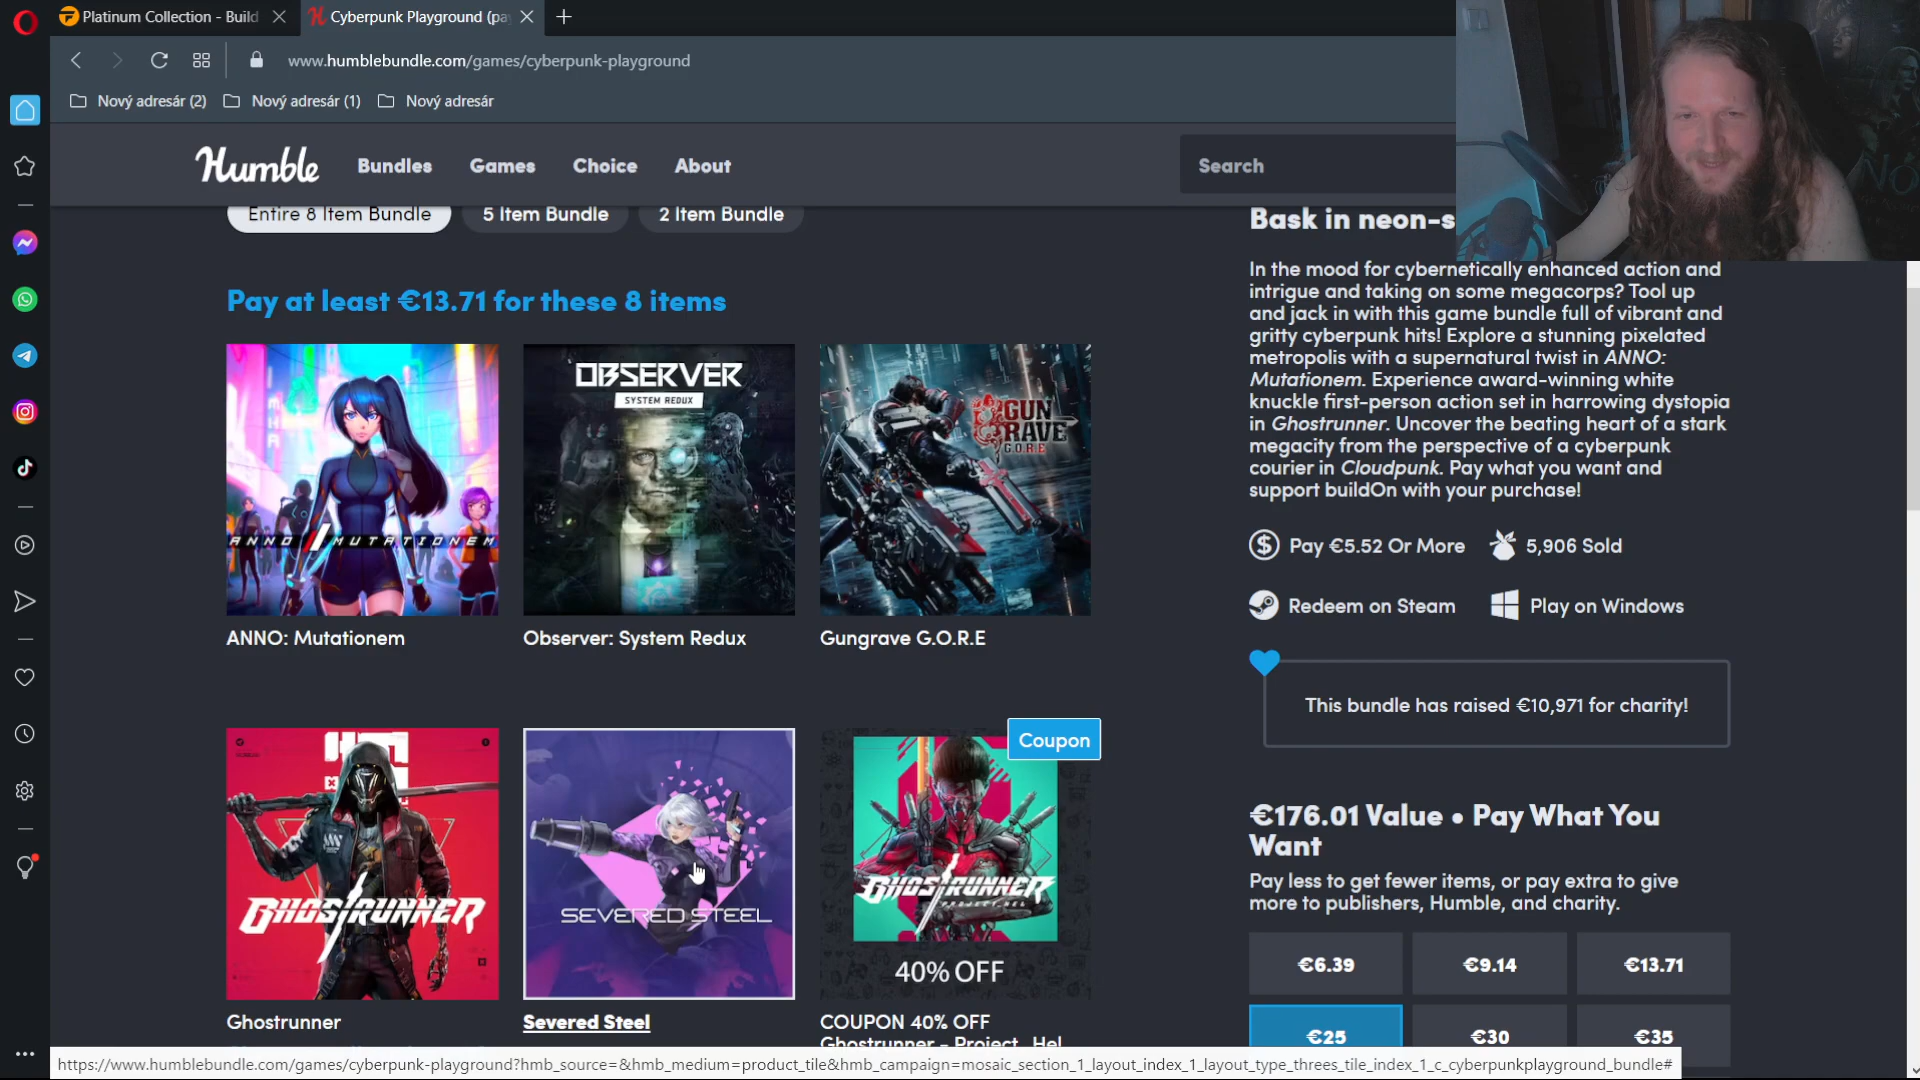 Platinum Collection - Build
Cyberpunk Playground (pa
www.humblebundle.com/games/cyberpunk-playground
Nový adresár (2)
Nový adresár (1)
Nový adresár
Humble
Bundles
Games
Choice
About
Search
Entire 8 Item Bundle
5 Item Bundle
2 Item Bundle
Pay at least €13.71 for these 8 items
OBSERVER
SYSTEM REDUX
GUN
GRAVE
G.O.R.E
ANNO MUTATIONEM
ANNO: Mutationem
Observer: System Redux
Gungrave G.O.R.E
Coupon
GHOSTRUNNER
SEVERED STEEL
GHOSTRUNNER
PROJECT_HEL
40% OFF
Ghostrunner
Severed Steel
COUPON 40% OFF
Ghostrunner - Project_Hel
Bask in neon-s
In the mood for cybernetically enhanced action and
intrigue and taking on some megacorps? Tool up
and jack in with this game bundle full of vibrant and
gritty cyberpunk hits! Explore a stunning pixelated
metropolis with a supernatural twist in ANNO:
Mutationem. Experience award-winning white
knuckle first-person action set in harrowing dystopia
in Ghostrunner. Uncover the beating heart of a stark
megacity from the perspective of a cyberpunk
courier in Cloudpunk. Pay what you want and
support buildOn with your purchase!
Pay €5.52 Or More
5,906 Sold
Redeem on Steam
Play on Windows
This bundle has raised €10,971 for charity!
€176.01 Value • Pay What You
Want
Pay less to get fewer items, or pay extra to give
more to publishers, Humble, and charity.
€6.39
€9.14
€13.71
€25
€30
€35
https://www.humblebundle.com/games/cyberpunk-playground?hmb_source=&hmb_medium=product_tile&hmb_campaign=mosaic_section_1_layout_index_1_layout_type_threes_tile_index_1_c_cyberpunkplayground_bundle#